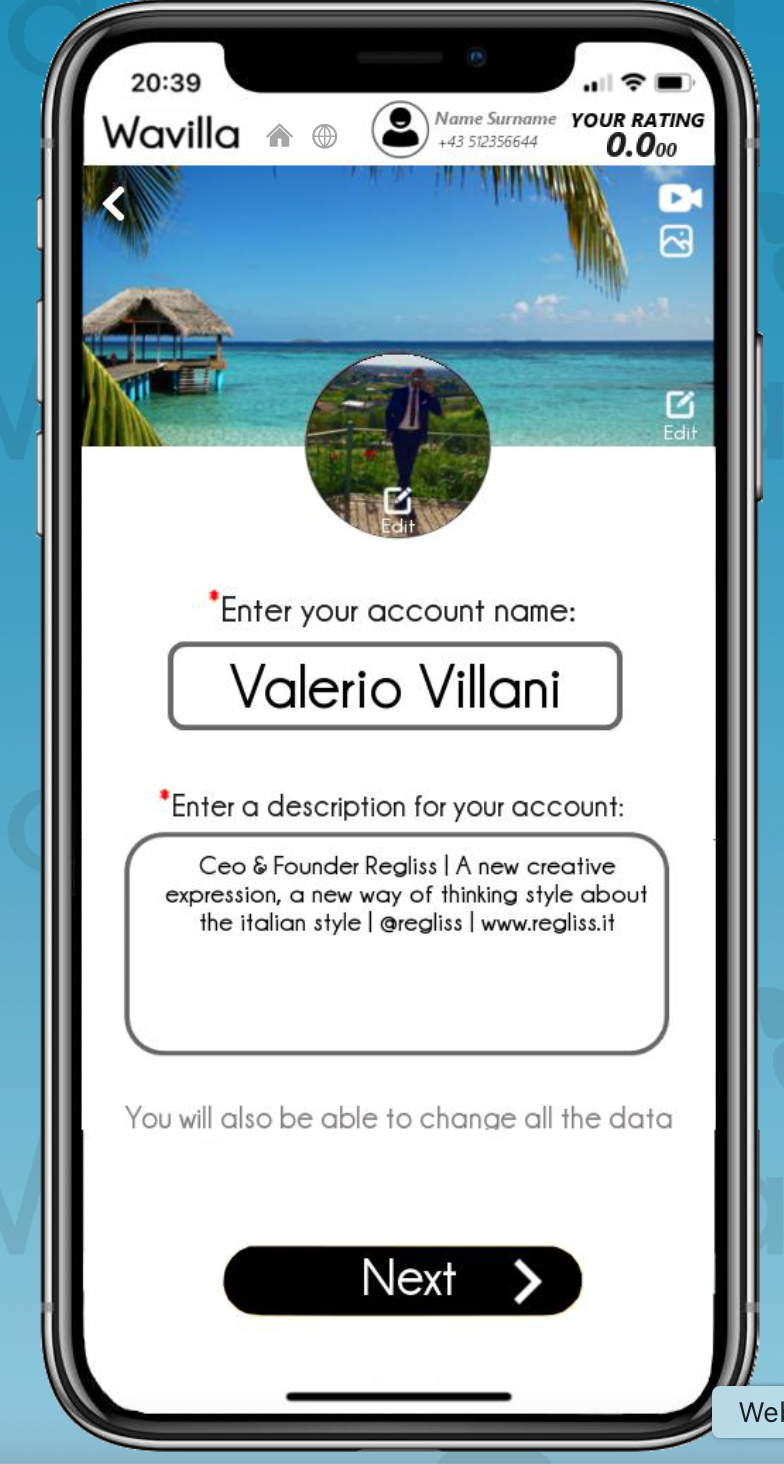 20:39
Wavilla
Name Surname
+43 512356644
YOUR RATING
0.000
Edit
Edit
*Enter your account name:
Valerio Villani
*Enter a description for your account:
Ceo & Founder Regliss | A new creative
expression, a new way of thinking style about
the italian style | @regliss | www.regliss.it
You will also be able to change all the data
Next